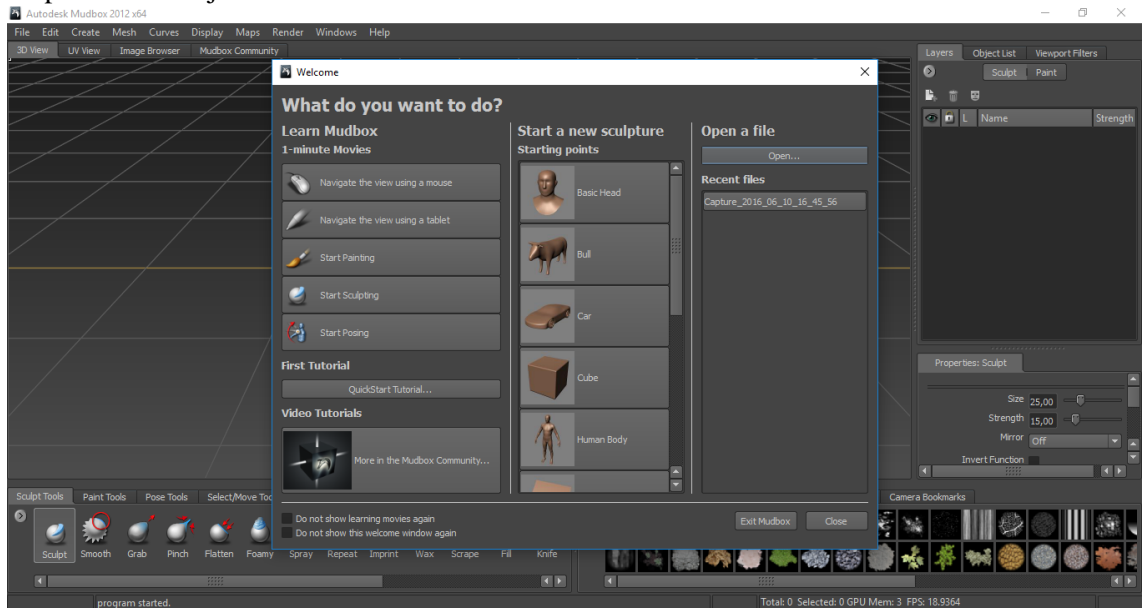 Autodesk Mudbox 2012 x64
File Edit Create Mesh Curves Display Maps Render Windows Help
3D View UV View Image Browser Mudbox Community
Welcome
What do you want to do?
Learn Mudbox
1-minute Movies
Navigate the view using a mouse
Navigate the view using a tablet
Start Painting
Start Sculpting
Start Posing
First Tutorial
QuickStart Tutorial...
Video Tutorials
More in the Mudbox Community...
Start a new sculpture
Starting points
Basic Head
Bull
Car
Cube
Human Body
Open a file
Open...
Recent files
Capture_2016_06_10_16_45_56
Do not show learning movies again
Do not show this welcome window again
Exit Mudbox Close
Layers Object List Viewport Filters
Sculpt Paint
L Name Strength
Properties: Sculpt
Size 25,00
Strength 15,00
Mirror Off
Invert Function
Sculpt Tools Paint Tools Pose Tools Select/Move Too
Camera Bookmarks
Sculpt Smooth Grab Pinch Flatten Foamy Spray Repeat Imprint Wax Scrape Fill Knife
program started.
Total: 0 Selected: 0 GPU Mem: 3 FPS: 18.9364